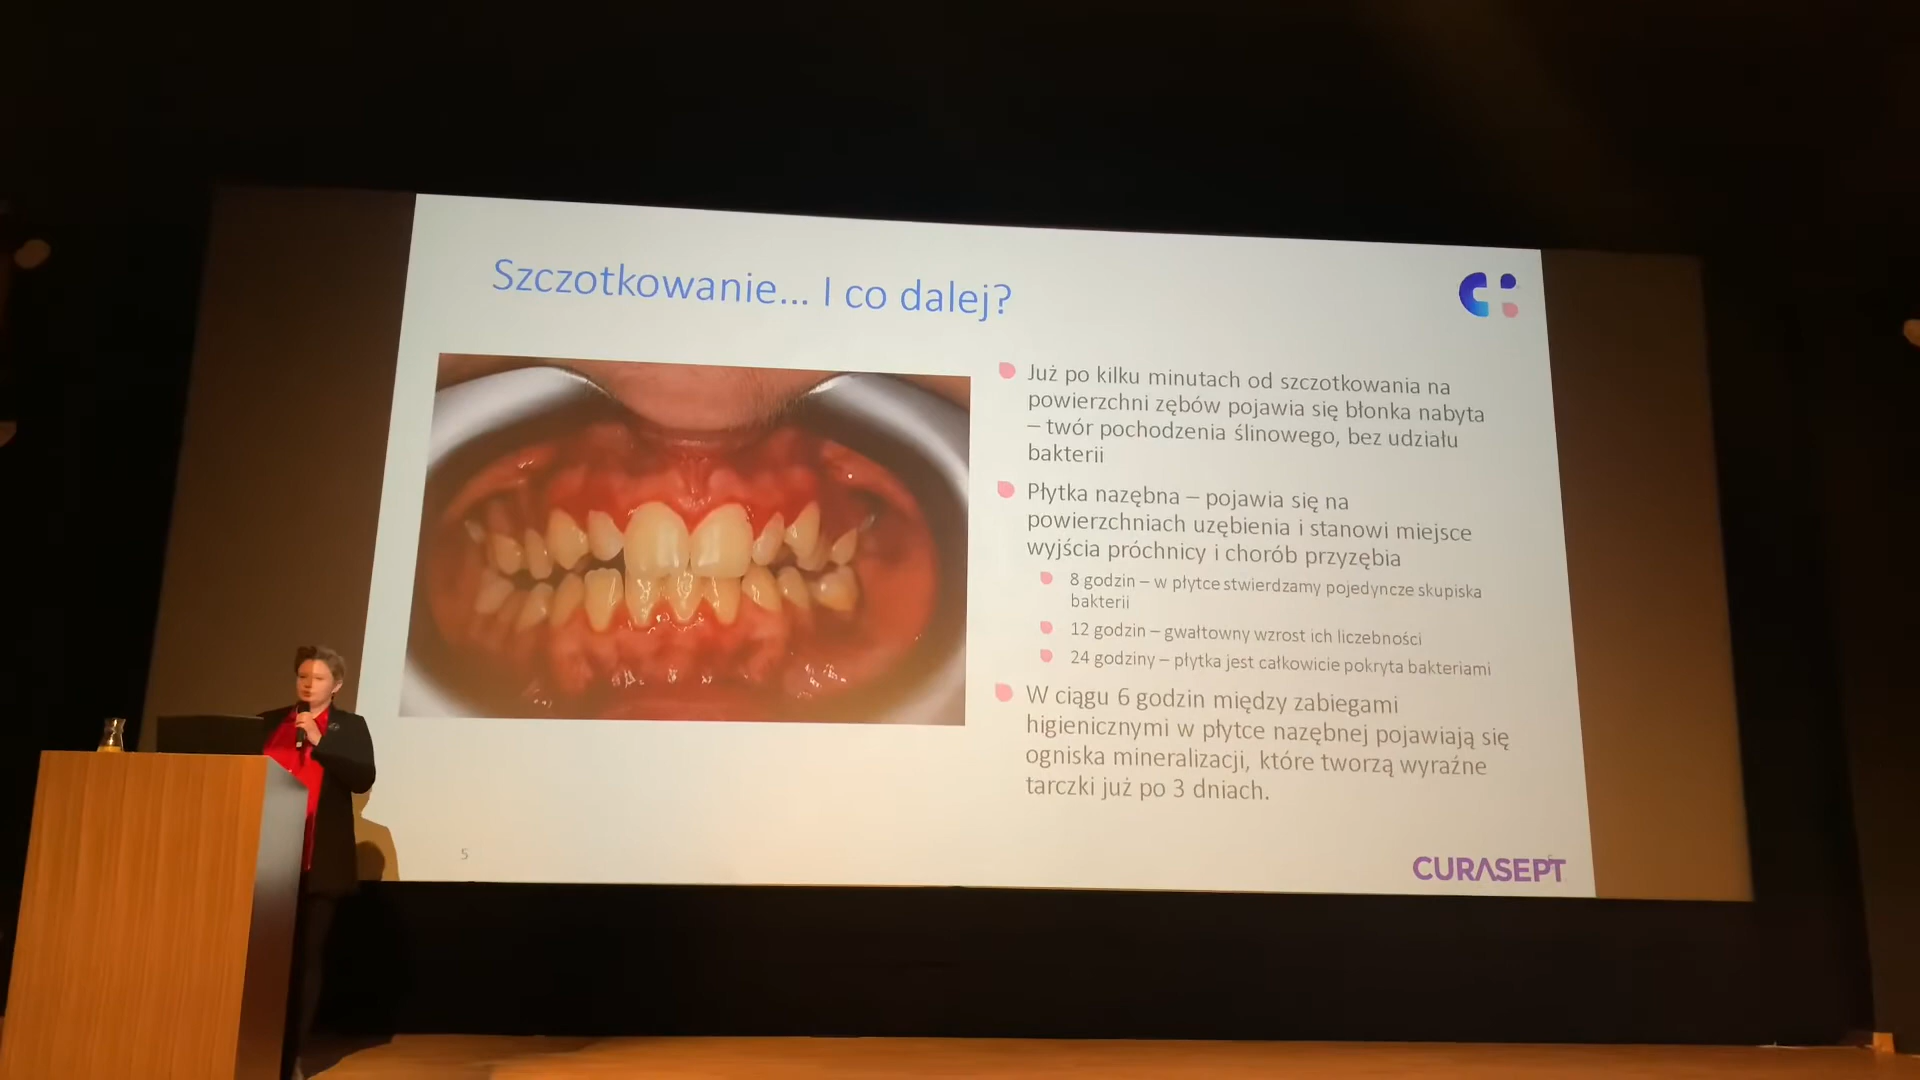 Szczotkowanie... I co dalej?
Już po kilku minutach od szczotkowania na
powierzchni zębów pojawia się błonka nabyta
– twór pochodzenia ślinowego, bez udziału
bakterii
Płytka nazębna – pojawia się na
powierzchniach uzębienia i stanowi miejsce
wyjścia próchnicy i chorób przyzębia
8 godzin – w płytce stwierdzamy pojedyncze skupiska
bakterii
12 godzin – gwałtowny wzrost ich liczebności
24 godziny – płytka jest całkowicie pokryta bakteriami
W ciągu 6 godzin między zabiegami
higienicznymi w płytce nazębnej pojawiają się
ogniska mineralizacji, które tworzą wyraźne
tarczki już po 3 dniach.
5
CURASEPT